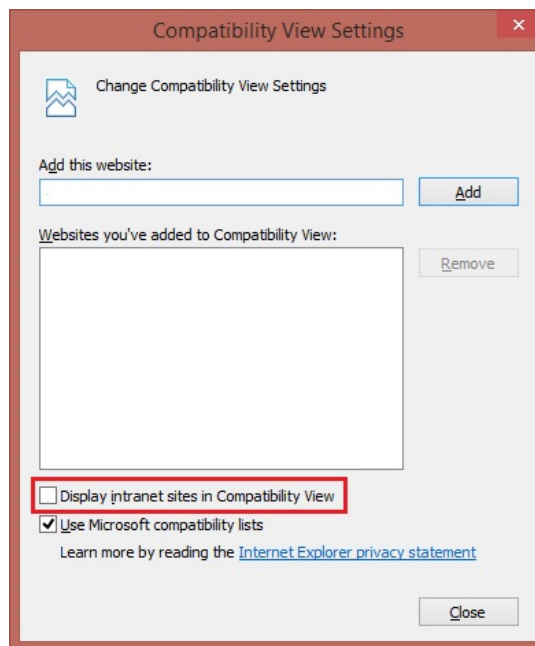 Compatibility View Settings
Change Compatibility View Settings
Add this website:
Add
Websites you've added to Compatibility View:
Remove
Display intranet sites in Compatibility View
Use Microsoft compatibility lists
Learn more by reading the Internet Explorer privacy statement
Close